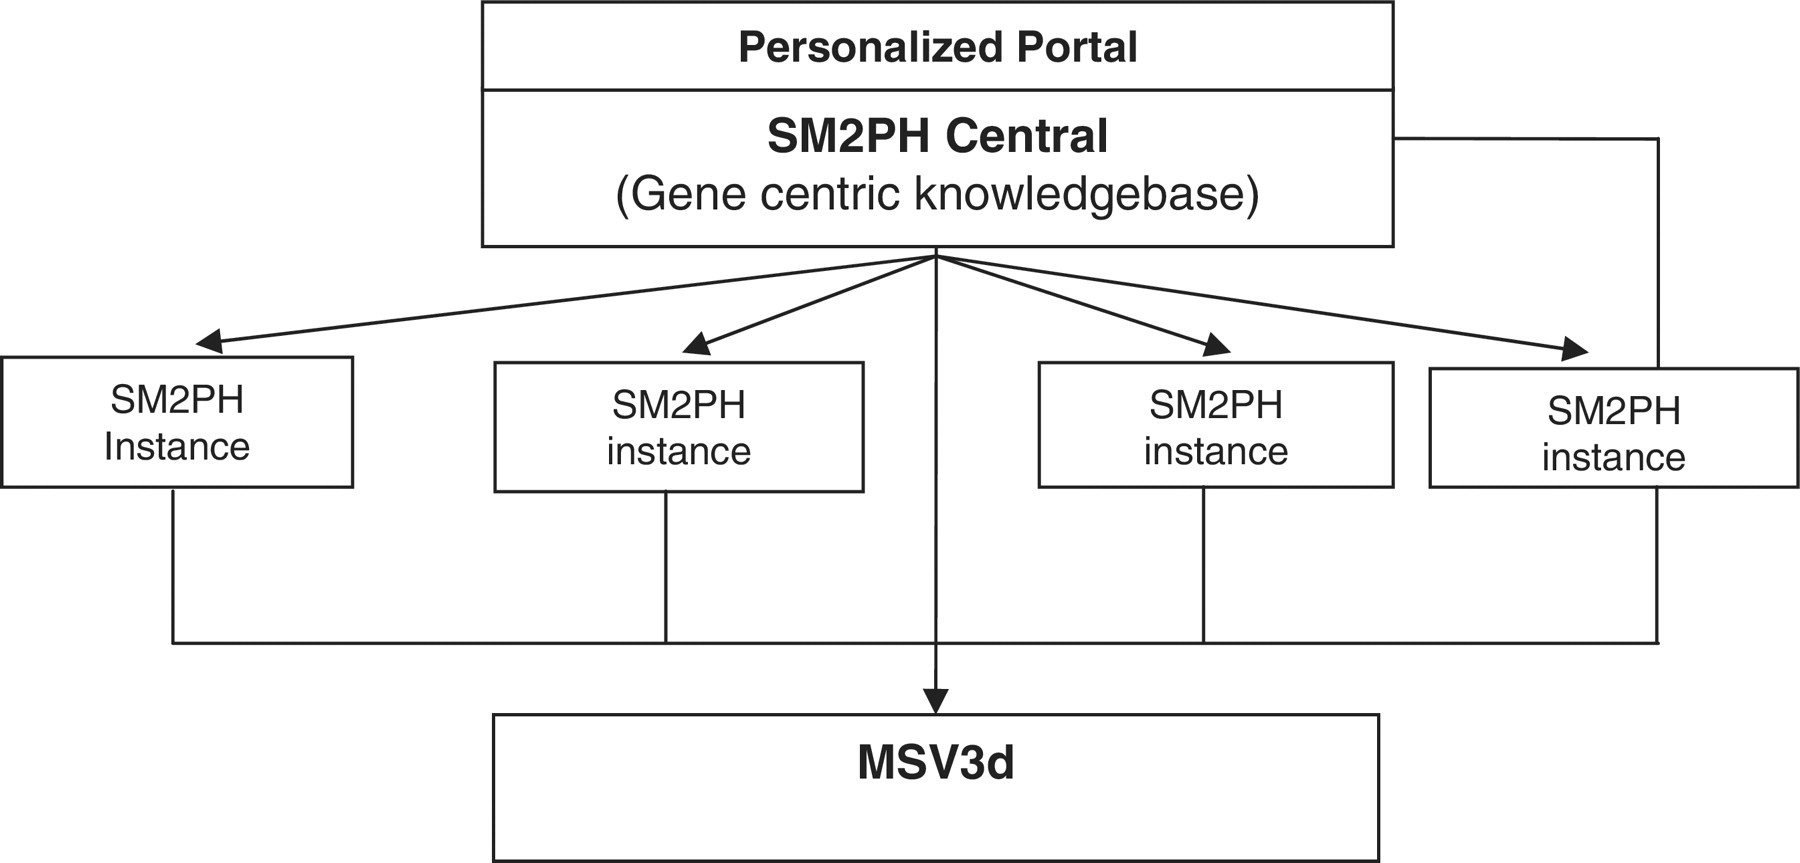 Personalized Portal
SM2PH Central
(Gene centric knowledgebase)
SM2PH
Instance
SM2PH
instance
SM2PH
instance
SM2PH
instance
MSV3d